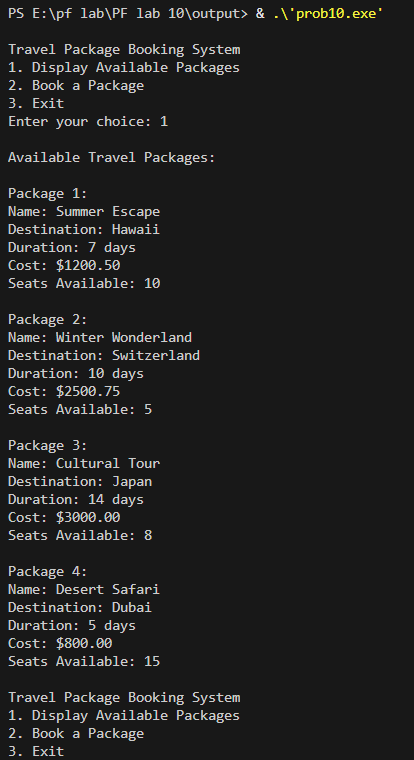 PS E:\pf lab\PF lab 10\output> & .\'prob10.exe'
Travel Package Booking System
1. Display Available Packages
2. Book a Package
3. Exit
Enter your choice: 1
Available Travel Packages:
Package 1:
Name: Summer Escape
Destination: Hawaii
Duration: 7 days
Cost: $1200.50
Seats Available: 10
Package 2:
Name: Winter Wonderland
Destination: Switzerland
Duration: 10 days
Cost: $2500.75
Seats Available: 5
Package 3:
Name: Cultural Tour
Destination: Japan
Duration: 14 days
Cost: $3000.00
Seats Available: 8
Package 4:
Name: Desert Safari
Destination: Dubai
Duration: 5 days
Cost: $800.00
Seats Available: 15
Travel Package Booking System
1. Display Available Packages
2. Book a Package
3. Exit